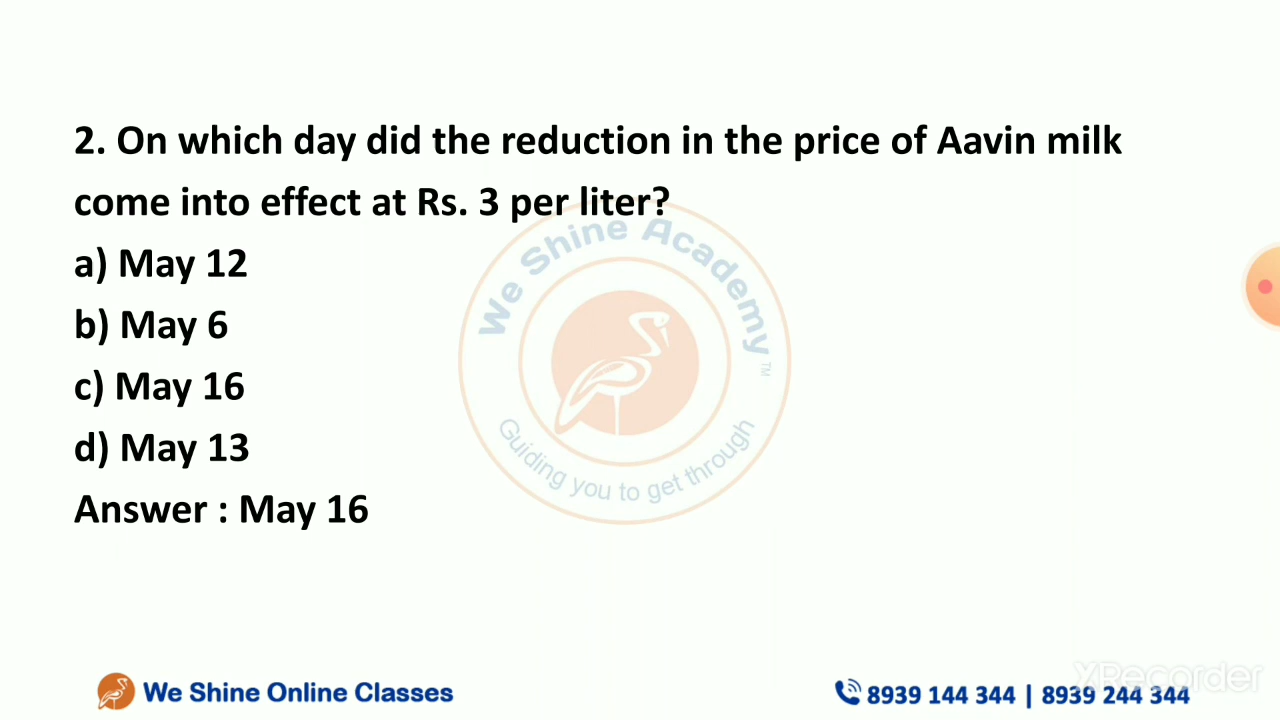 2. On which day did the reduction in the price of Aavin milk
come into effect at Rs. 3 per liter?
a) May 12
b) May 6
c) May 16
d) May 13
Answer : May 16
We Shine Academy TM
Guiding you to get through
We Shine Online Classes
8939 144 344 | 8939 244 344
XRecorder